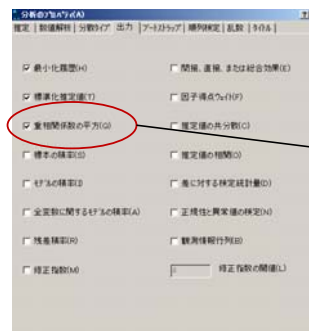 分析のﾌﾟﾛﾊﾟﾃｨ(A)
推定 数値解析 分散ﾀｲﾌﾟ 出力 ﾌﾞｰﾄｽﾄﾗｯﾌﾟ 順列検定 乱数 ﾀｲﾄﾙ
最小化履歴(H)
間接、直接、または総合効果(E)
標準化推定値(T)
因子得点ｳｪｲﾄ(F)
重相関係数の平方(Q)
推定値の共分散(C)
標本の積率(S)
推定値の相関(O)
ﾓﾃﾞﾙの積率(I)
差に対する検定統計量(D)
全変数に関するﾓﾃﾞﾙの積率(A)
正規性と異常値の検定(N)
残差積率(R)
観測情報行列(B)
修正指数(M)
4
修正指数の閾値(L)